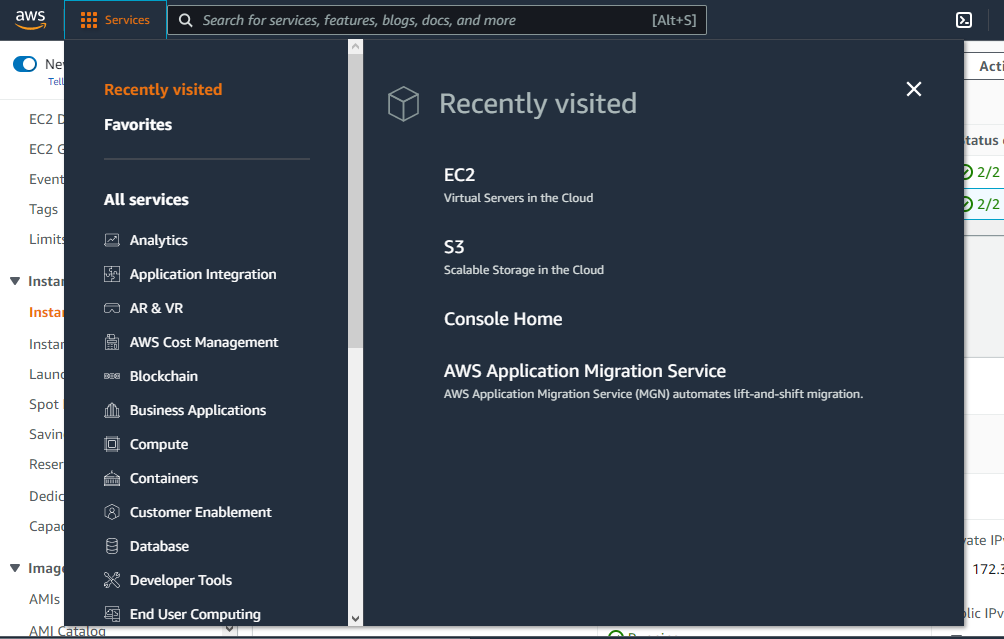 aws
Services
Search for services, features, blogs, docs, and more
[Alt+S]
Recently visited
Favorites
All services
Analytics
Application Integration
AR & VR
AWS Cost Management
Blockchain
Business Applications
Compute
Containers
Customer Enablement
Database
Developer Tools
End User Computing
Recently visited
EC2
Virtual Servers in the Cloud
S3
Scalable Storage in the Cloud
Console Home
AWS Application Migration Service
AWS Application Migration Service (MGN) automates lift-and-shift migration.
Tell
EC2
EC2
Event
Tags
Limits
Spot
AMIs
AMI Catalog
2/2
2/2
172.3